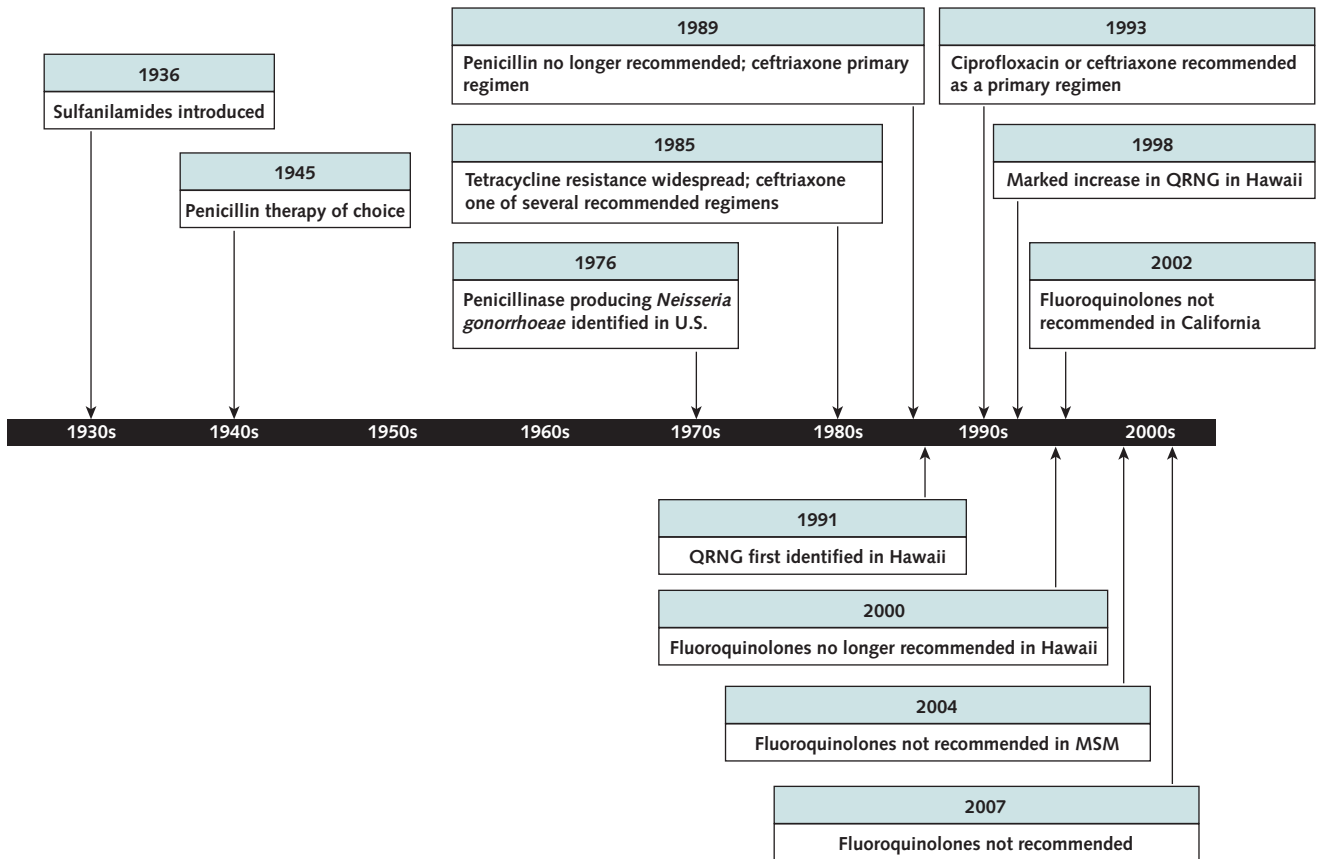 1936
Sulfanilamides introduced
1945
Penicillin therapy of choice
1989
Penicillin no longer recommended; ceftriaxone primary
regimen
1985
Tetracycline resistance widespread; ceftriaxone
one of several recommended regimens
1976
Penicillinase producing Neisseria
gonorrhoeae identified in U.S.
1993
Ciprofloxacin or ceftriaxone recommended
as a primary regimen
1998
Marked increase in QRNG in Hawaii
2002
Fluoroquinolones not
recommended in California
1930s 1940s 1950s 1960s 1970s 1980s 1990s 2000s
1991
QRNG first identified in Hawaii
2000
Fluoroquinolones no longer recommended in Hawaii
2004
Fluoroquinolones not recommended in MSM
2007
Fluoroquinolones not recommended